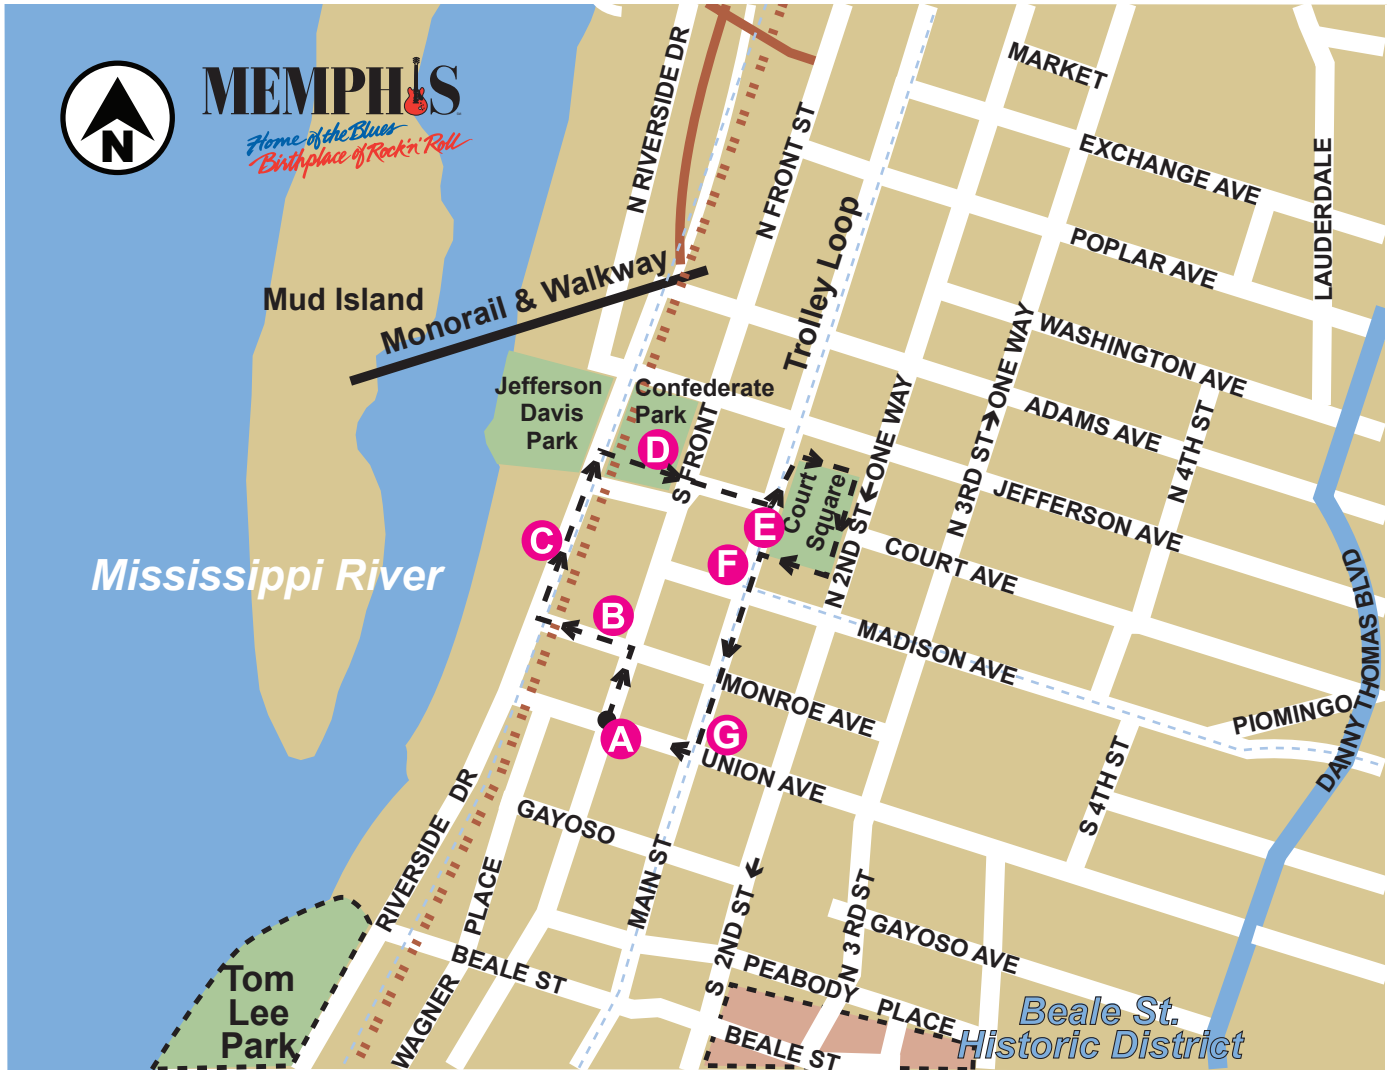 MEMPHIS
Home of the Blues
Birthplace of Rock 'n' Roll
N
N RIVERSIDE DR
N FRONT ST
Trolley Loop
MARKET
EXCHANGE AVE
POPLAR AVE
LAUDERDALE
WASHINGTON AVE
ADAMS AVE
JEFFERSON AVE
COURT AVE
MADISON AVE
MONROE AVE
UNION AVE
Mud Island
Monorail & Walkway
Jefferson
Davis
Park
Confederate
Park
S FRONT
Court
Square
N 2ND ST
ONE WAY
N 3RD ST
ONE WAY
N 4TH ST
Mississippi River
A
B
C
D
E
F
G
PIOMINGO
DANNY THOMAS BLVD
S 4TH ST
GAYOSO
RIVERSIDE DR
WAGNER PLACE
MAIN ST
S 2ND ST
N 3 RD ST
GAYOSO AVE
BEALE ST
PEABODY PLACE
BEALE ST
Tom
Lee
Park
Beale St.
Historic District